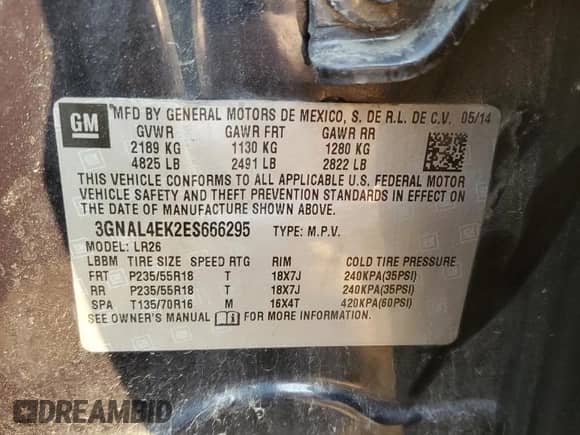 GM
MFD BY GENERAL MOTORS DE MEXICO, S. DE R.L. DE C.V. 05/14
GVWR GAWR FRT GAWR RR
2189 KG 1130 KG 1280 KG
4825 LB 2491 LB 2822 LB
THIS VEHICLE CONFORMS TO ALL APPLICABLE U.S. FEDERAL MOTOR
VEHICLE SAFETY AND THEFT PREVENTION STANDARDS IN EFFECT ON
THE DATE OF MANUFACTURE SHOWN ABOVE.
3GNAL4EK2ES666295 TYPE: M.P.V.
MODEL: LR26
LBBM TIRE SIZE SPEED RTG RIM COLD TIRE PRESSURE
FRT P235/55R18 T 18X7J 240KPA(35PSI)
RR P235/55R18 T 18X7J 240KPA(35PSI)
SPA T135/70R16 M 16X4T 420KPA(60PSI)
SEE OWNER'S MANUAL FOR MORE INFORMATION.
DREAMBID